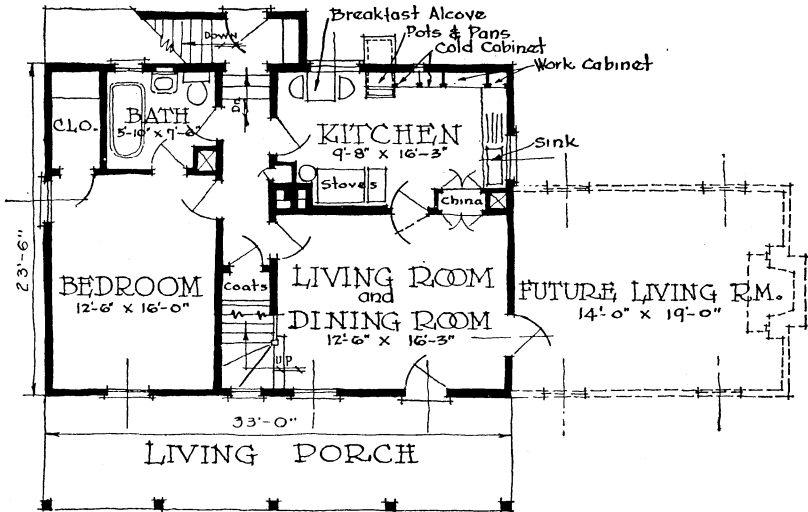 Breakfast Alcove
Pots & Pans
Cold Cabinet
Work Cabinet
Down
Dn.
BATH
5'-10" x 7'-6"
CLO.
KITCHEN
9'-8" x 16'-3"
Sink
Stoves
China
23'-6"
BEDROOM
12'-6" x 16'-0"
Coats
LIVING ROOM
and
DINING ROOM
12'-6" x 16'-3"
FUTURE LIVING RM.
14'-0" x 19'-0"
UP
33'-0"
LIVING PORCH